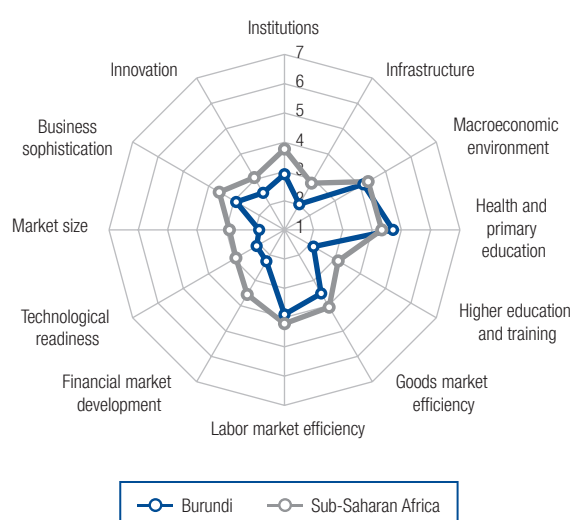 Institutions
Infrastructure
Macroeconomic
environment
Health and
primary
education
Higher education
and training
Goods market
efficiency
Labor market efficiency
Financial market
development
Technological
readiness
Market size
Business
sophistication
Innovation
7
6
5
4
3
2
1
Burundi
Sub-Saharan Africa